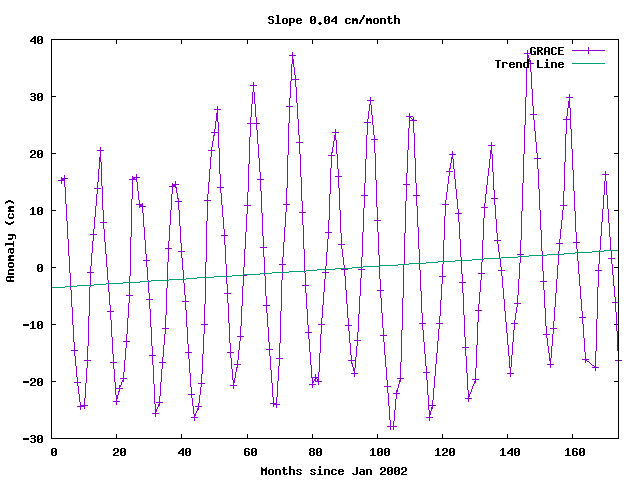 Slope 0.04 cm/month
GRACE
Trend Line
Anomaly (cm)
40
30
20
10
0
-10
-20
-30
0 20 40 60 80 100 120 140 160
Months since Jan 2002